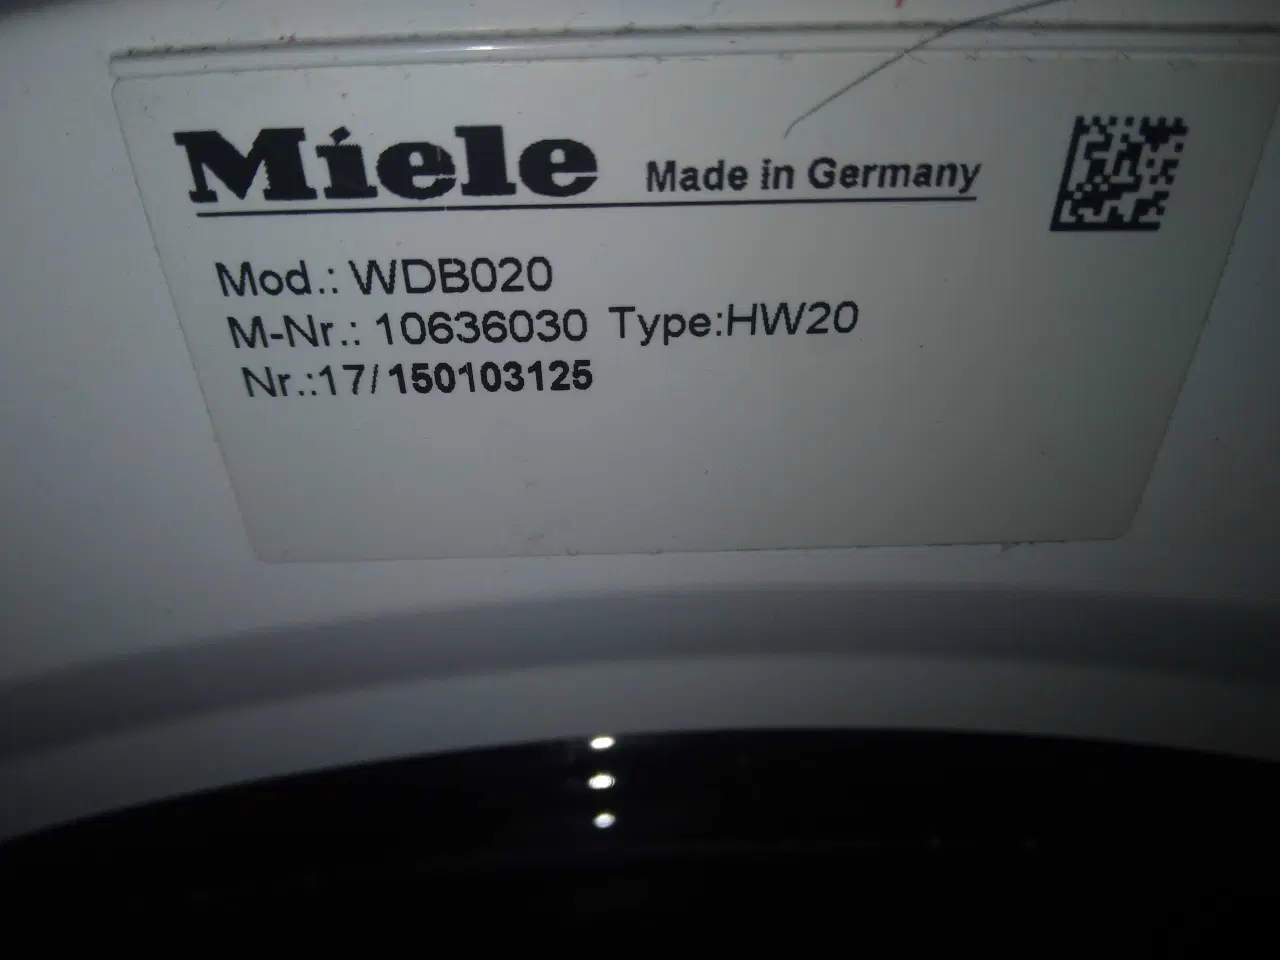 Miele Made in Germany
Mod.: WDB020
M-Nr.: 10636030 Type:HW20
Nr.:17/150103125